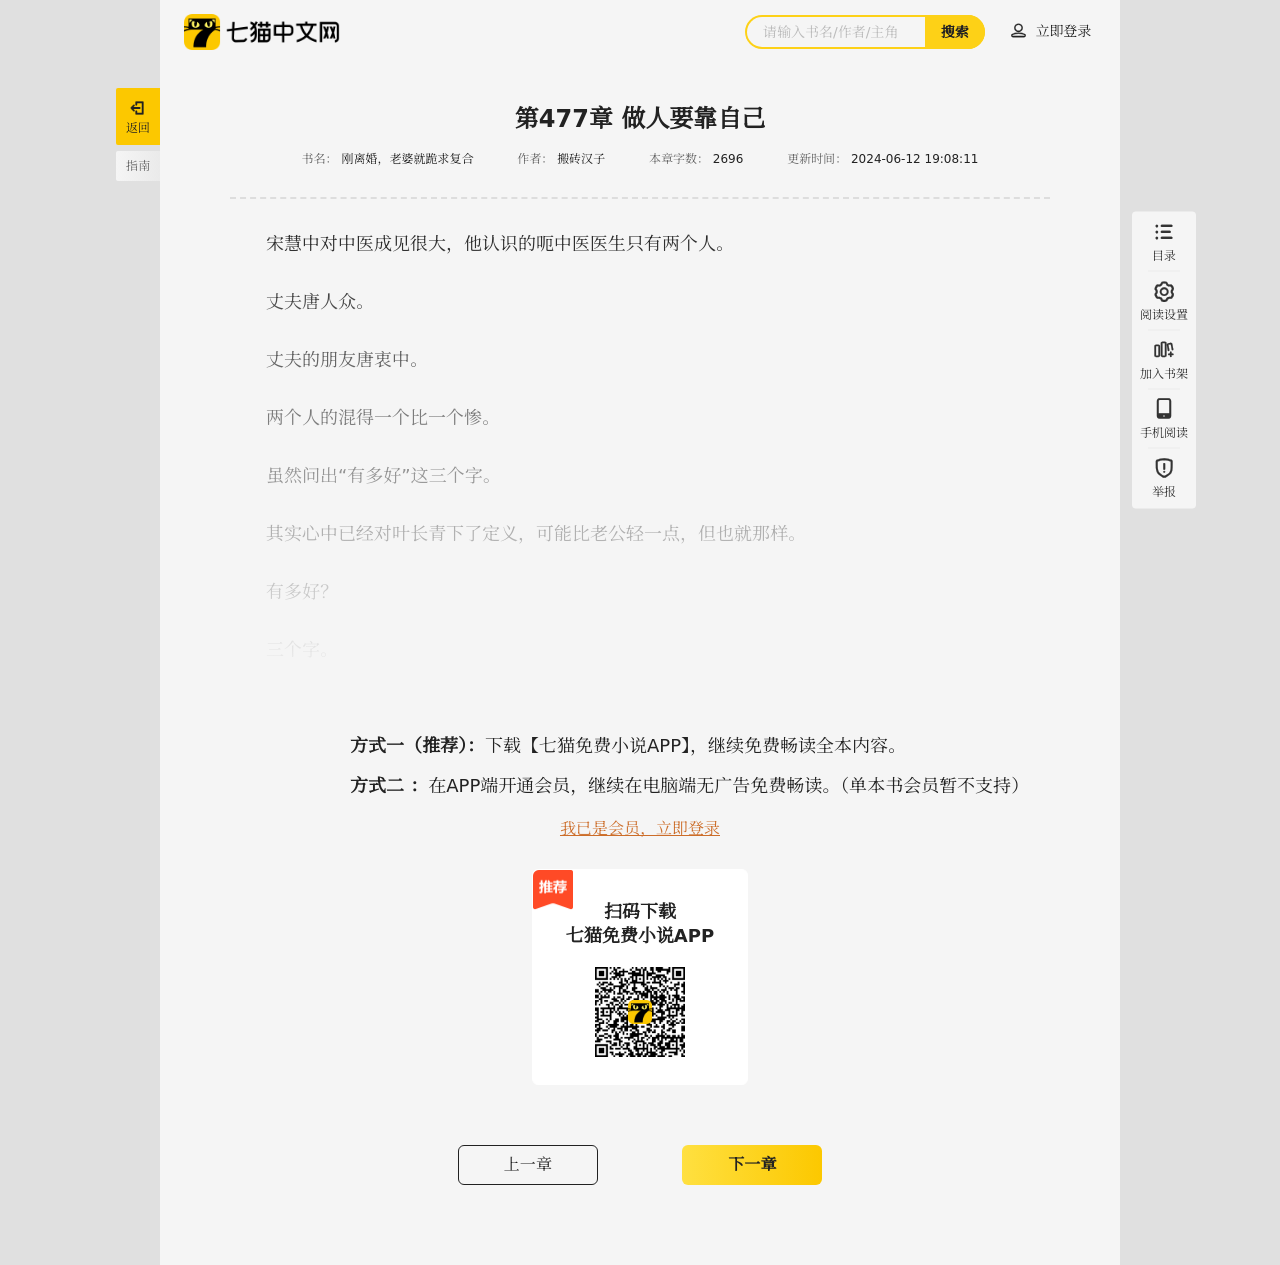 七猫中文网
请输入书名/作者/主角
搜索
立即登录
返回
指南
第477章 做人要靠自己
书名： 刚离婚，老婆就跪求复合 作者： 搬砖汉子 本章字数： 2696 更新时间： 2024-06-12 19:08:11
宋慧中对中医成见很大，他认识的呃中医医生只有两个人。
丈夫唐人众。
丈夫的朋友唐衷中。
两个人的混得一个比一个惨。
虽然问出“有多好”这三个字。
其实心中已经对叶长青下了定义，可能比老公轻一点，但也就那样。
有多好？
三个字。
目录
阅读设置
加入书架
手机阅读
举报
方式一（推荐）：下载【七猫免费小说APP】，继续免费畅读全本内容。
方式二 ：在APP端开通会员，继续在电脑端无广告免费畅读。（单本书会员暂不支持）
我已是会员，立即登录
推荐
扫码下载
七猫免费小说APP
上一章
下一章